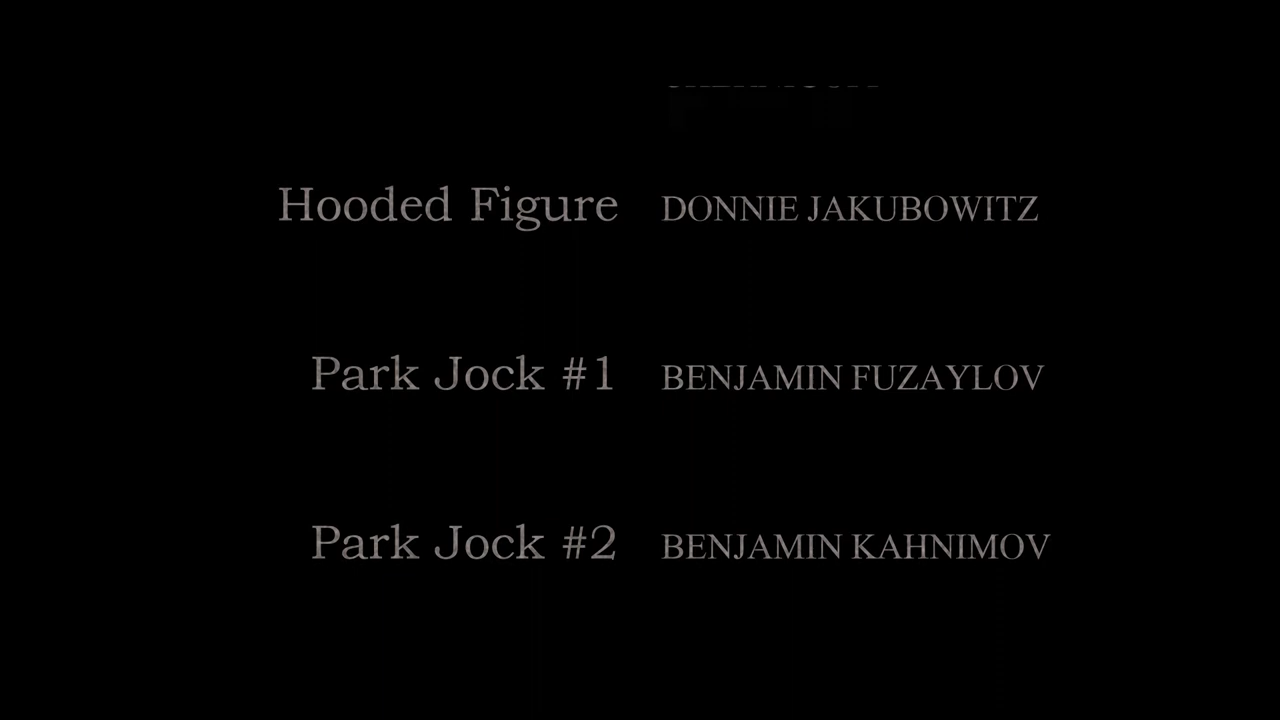 Hooded Figure DONNIE JAKUBOWITZ
Park Jock #1 BENJAMIN FUZAYLOV
Park Jock #2 BENJAMIN KAHNIMOV